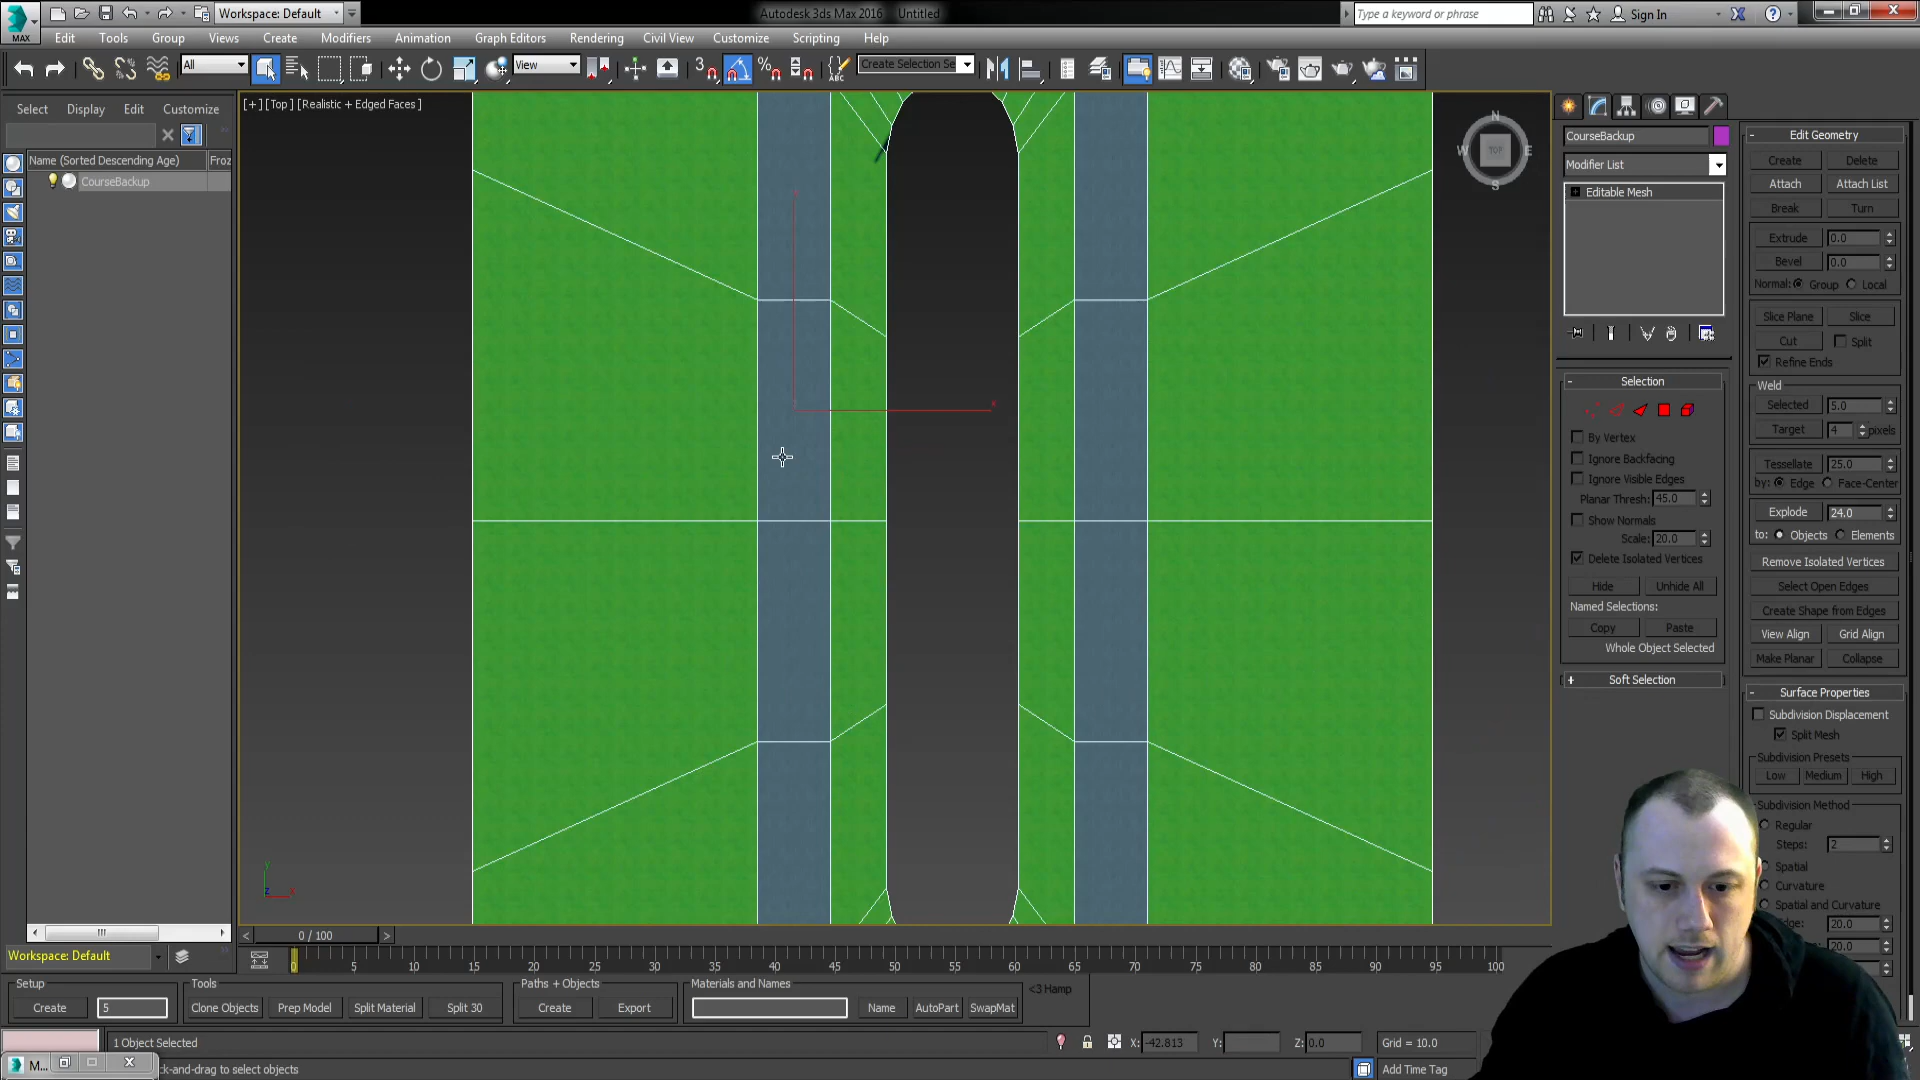 MAX
Workspace: Default
Autodesk 3ds Max 2016 Untitled
Type a keyword or phrase
Sign In
Edit Tools Group Views Create Modifiers Animation Graph Editors Rendering Civil View Customize Scripting Help
All
View
3
ABC
Create Selection Se
Select Display Edit Customize
[+] [Top] [Realistic + Edged Faces]
Name (Sorted Descending Age) Froz
CourseBackup
N
W TOP E
S
CourseBackup
Modifier List
Editable Mesh
Selection
By Vertex
Ignore Backfacing
Ignore Visible Edges
Planar Thresh: 45.0
Show Normals
Scale: 20.0
Delete Isolated Vertices
Hide Unhide All
Named Selections:
Copy Paste
Whole Object Selected
Soft Selection
Edit Geometry
Create Delete
Attach Attach List
Break Turn
Extrude 0.0
Bevel 0.0
Normal: Group Local
Slice Plane Slice
Cut Split
Refine Ends
Weld
Selected 5.0
Target 4 pixels
Tessellate 25.0
by: Edge Face-Center
Explode 24.0
to: Objects Elements
Remove Isolated Vertices
Select Open Edges
Create Shape from Edges
View Align Grid Align
Make Planar Collapse
Surface Properties
Subdivision Displacement
Split Mesh
Subdivision Presets
Low Medium High
Subdivision Method
Regular
Steps: 2
Spatial
Curvature
Spatial and Curvature
Edge: 20.0
20.0
y
z x
< 0 / 100 >
0 5 10 15 20 25 30 35 40 45 50 55 60 65 70 75 80 85 90 95 100
Workspace: Default
Setup Tools Paths + Objects Materials and Names <3 Hamp
Create 5 Clone Objects Prep Model Split Material Split 30 Create Export Name AutoPart SwapMat
1 Object Selected
X: -42.813 Y: Z: 0.0 Grid = 10.0
M...
ck-and-drag to select objects
Add Time Tag